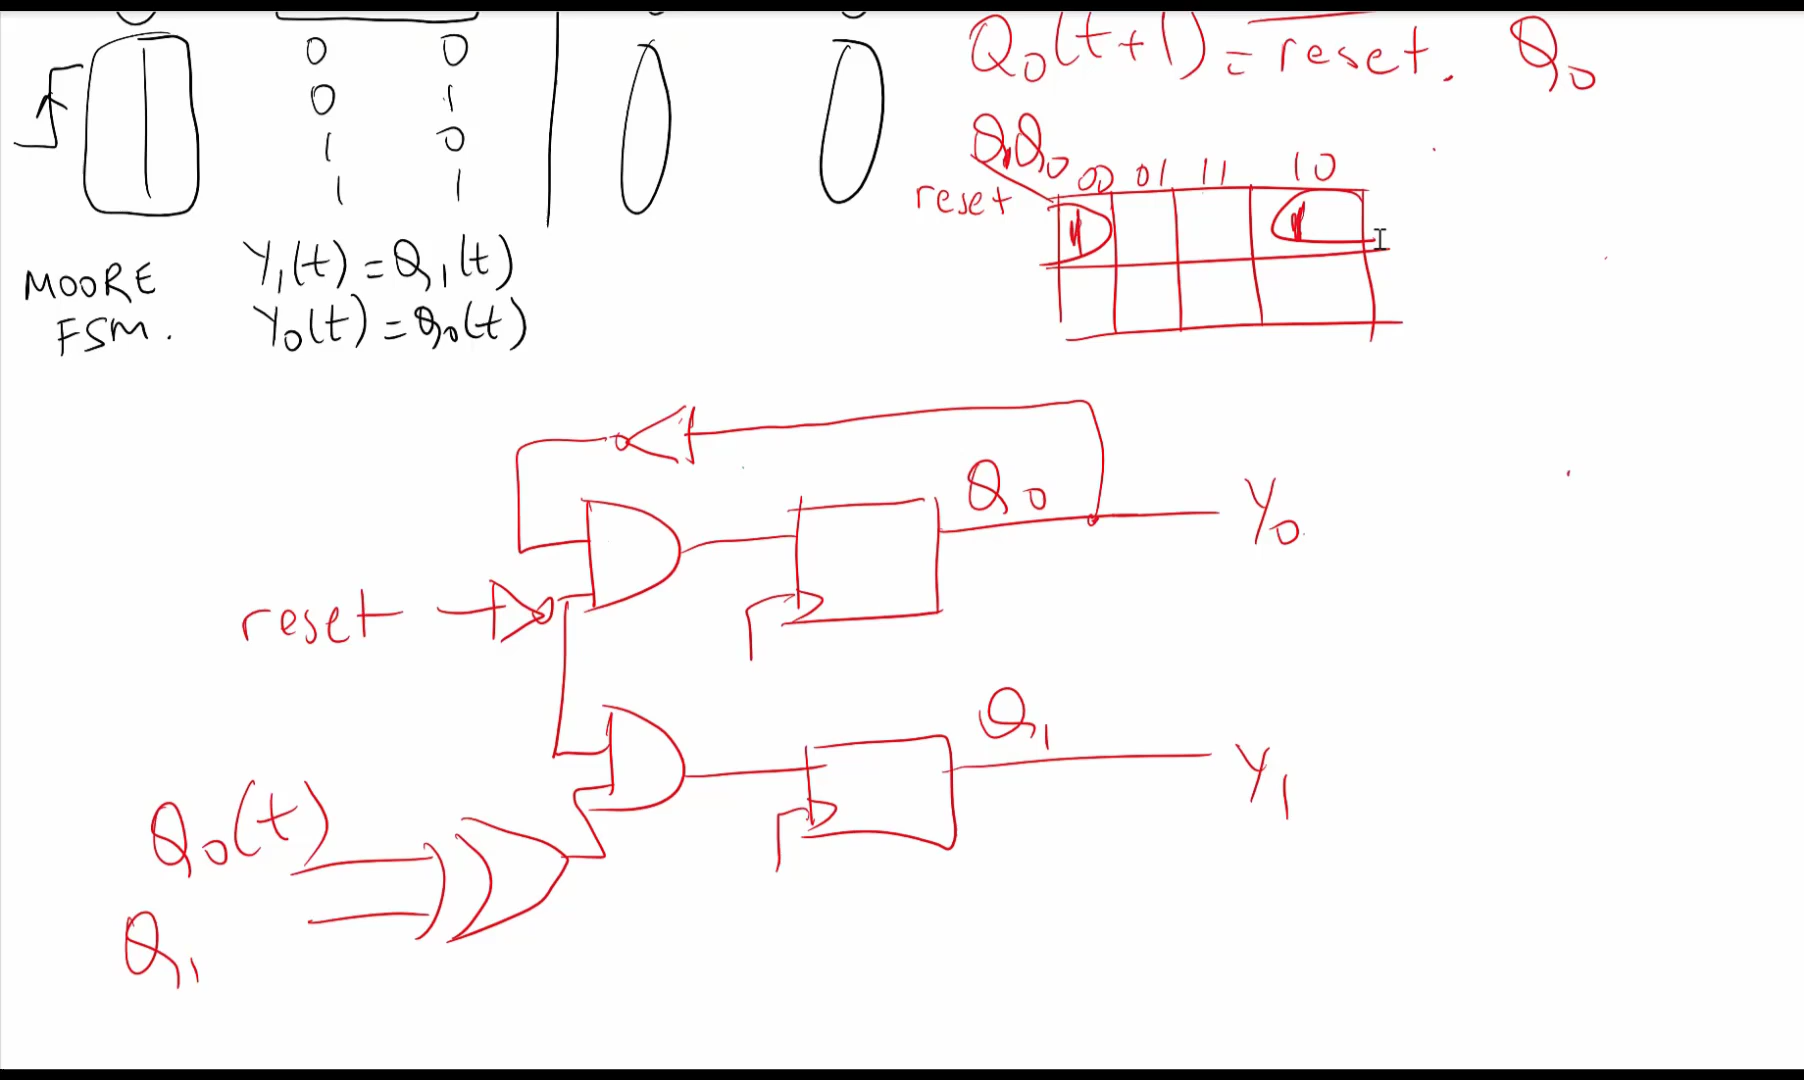 0 0
0 1
1 0
1 1
MOORE
FSM.
Y₁(t) = Q₁(t)
Y₀(t) = Q₀(t)
Q₀(t+1) = reset. Q₀
Q₁Q₀
reset
00 01 11 10
1 1
Q₀
Y₀
reset
Q₁
Y₁
Q₀(t)
Q₁